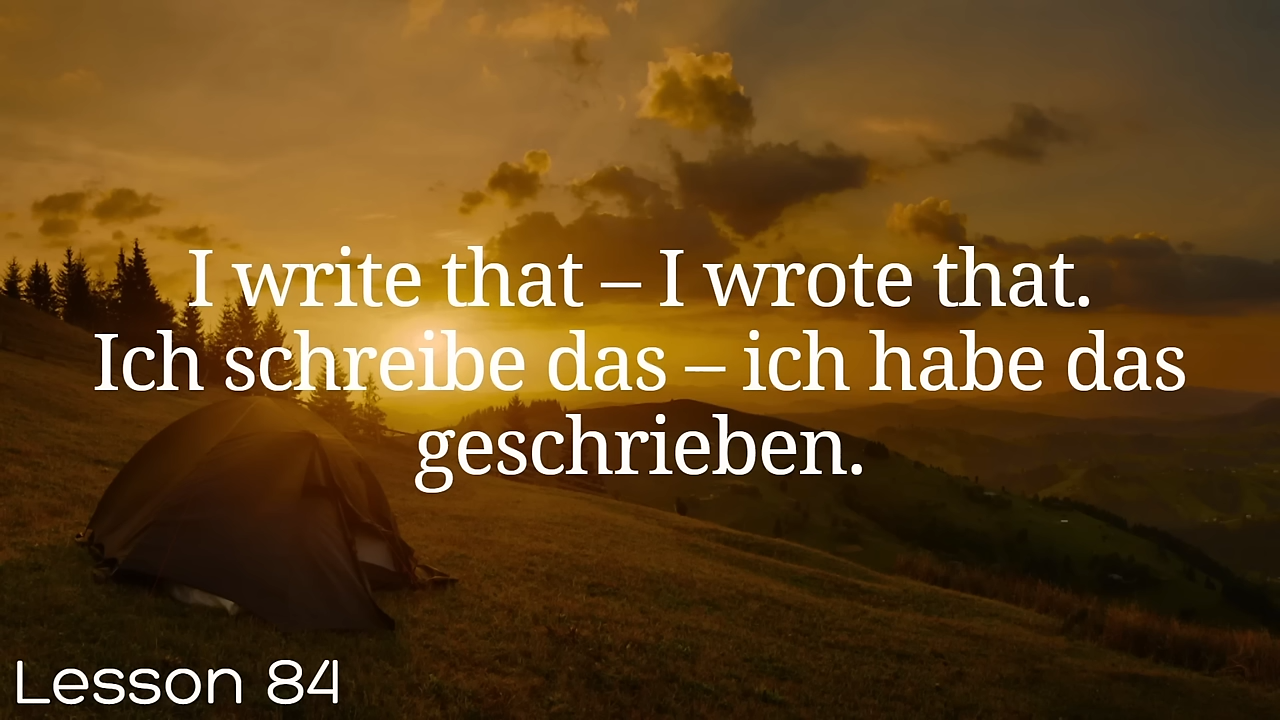 I write that – I wrote that.
Ich schreibe das – ich habe das
geschrieben.
Lesson 84